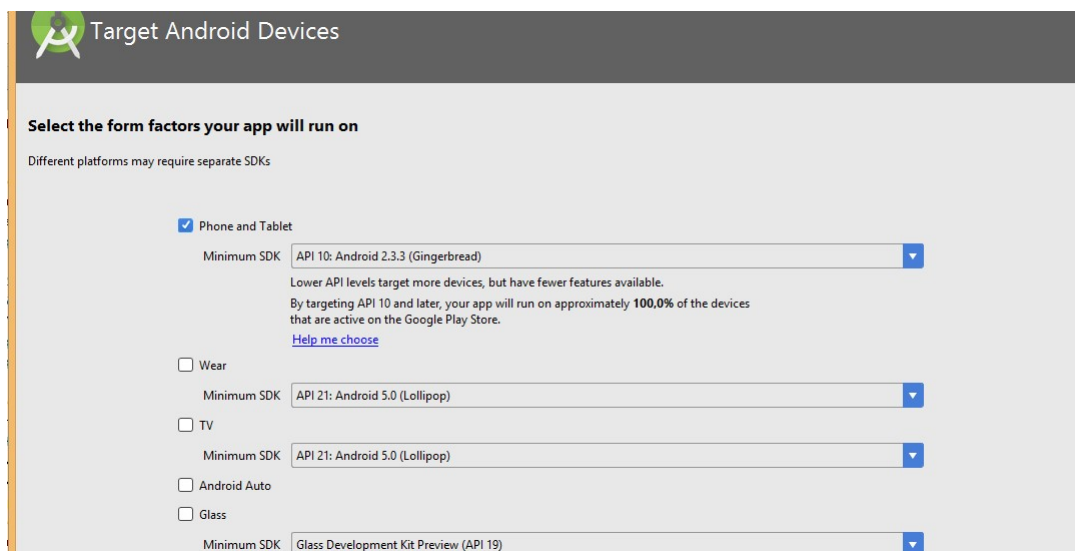 Target Android Devices
Select the form factors your app will run on
Different platforms may require separate SDKs
Phone and Tablet
Minimum SDK API 10: Android 2.3.3 (Gingerbread)
Lower API levels target more devices, but have fewer features available.
By targeting API 10 and later, your app will run on approximately 100,0% of the devices
that are active on the Google Play Store.
Help me choose
Wear
Minimum SDK API 21: Android 5.0 (Lollipop)
TV
Minimum SDK API 21: Android 5.0 (Lollipop)
Android Auto
Glass
Minimum SDK Glass Development Kit Preview (API 19)